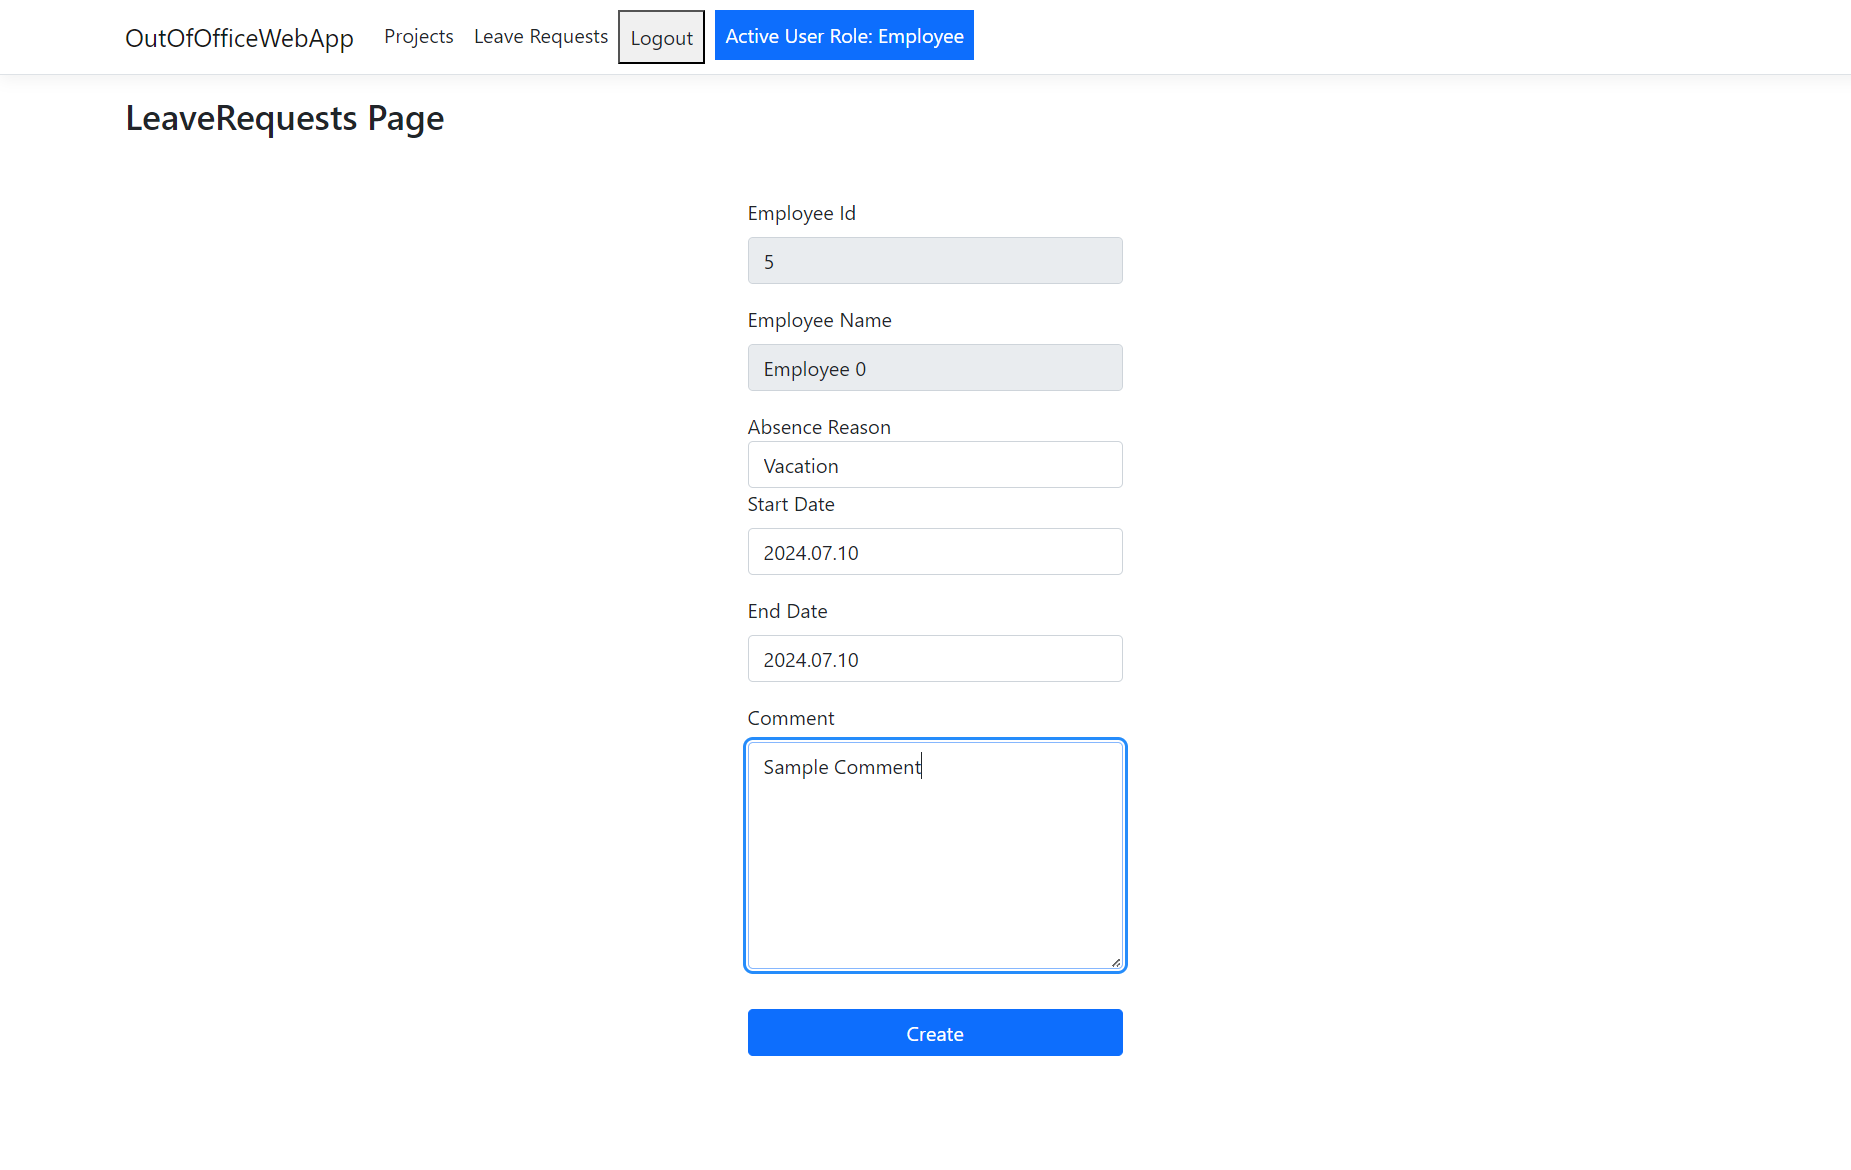 OutOfOfficeWebApp Projects Leave Requests Logout Active User Role: Employee
LeaveRequests Page
Employee Id
5
Employee Name
Employee 0
Absence Reason
Vacation
Start Date
2024.07.10
End Date
2024.07.10
Comment
Sample Comment
Create